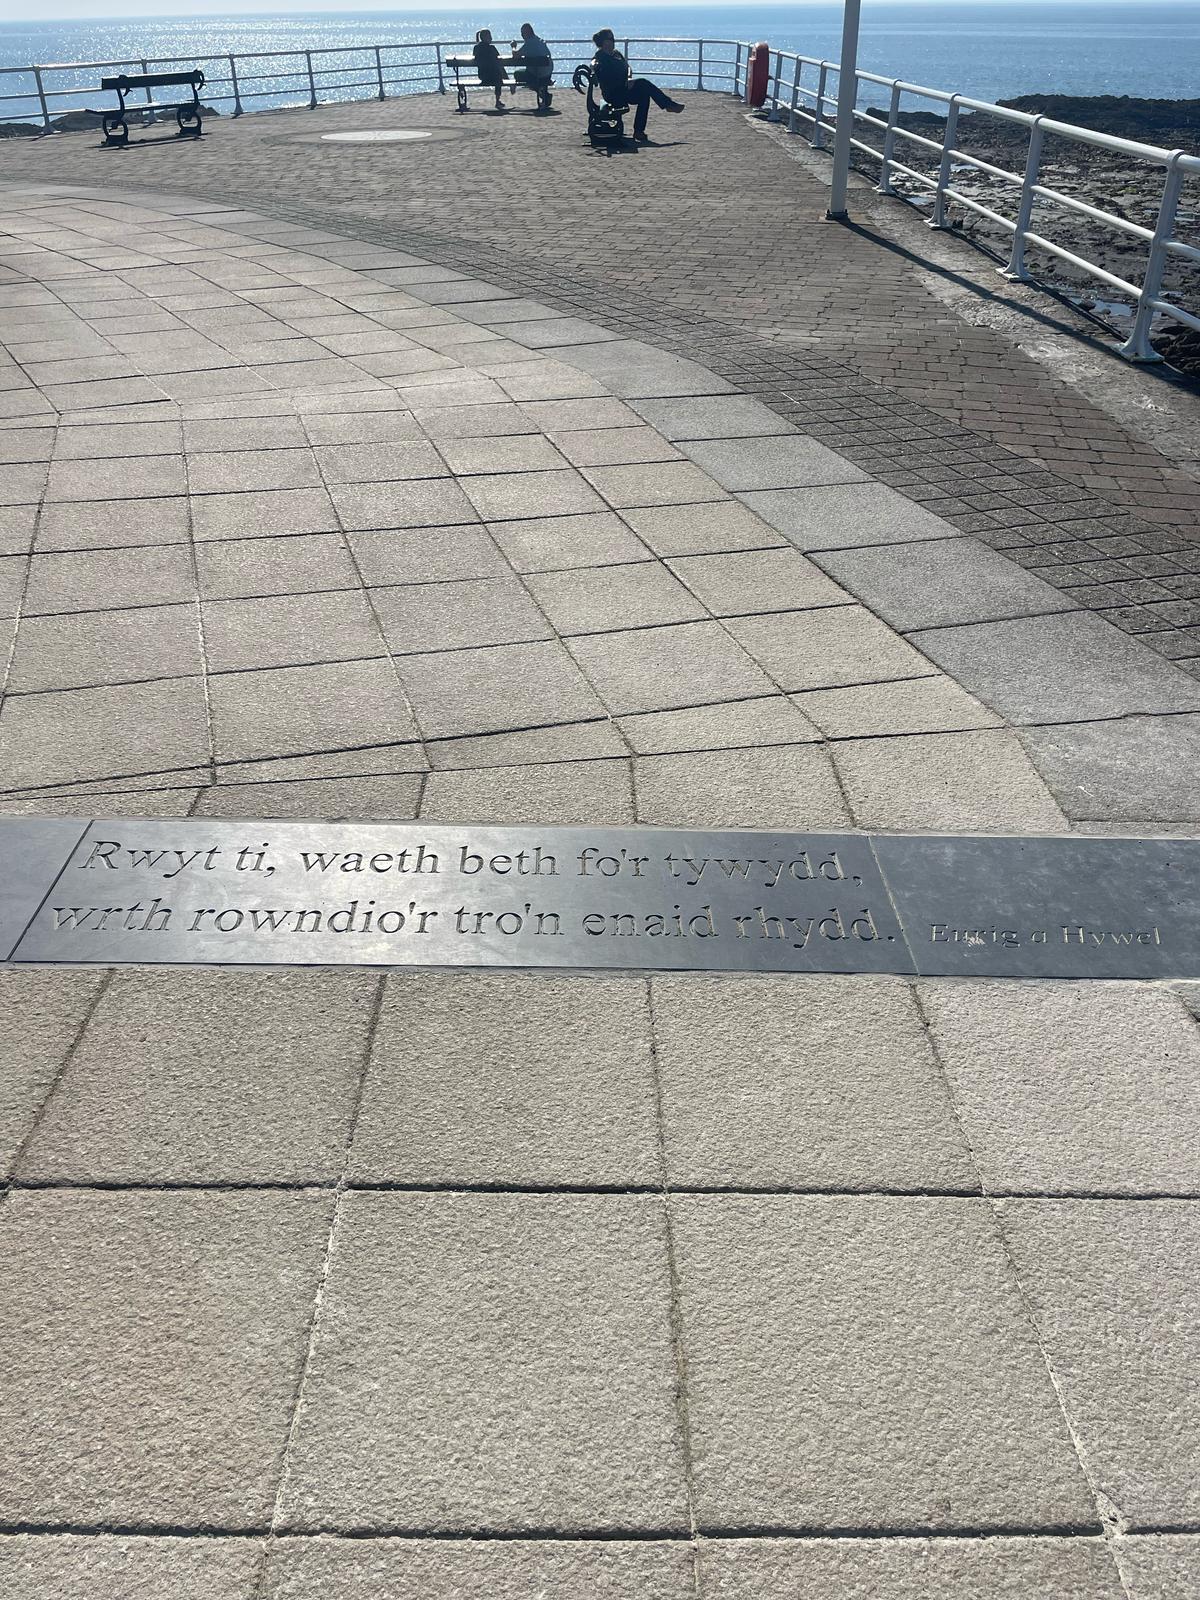 Rwyt ti, waeth beth fo'r tywydd,
wrth rowndio'r tro'n enaid rhydd.
Eurig a Hywel